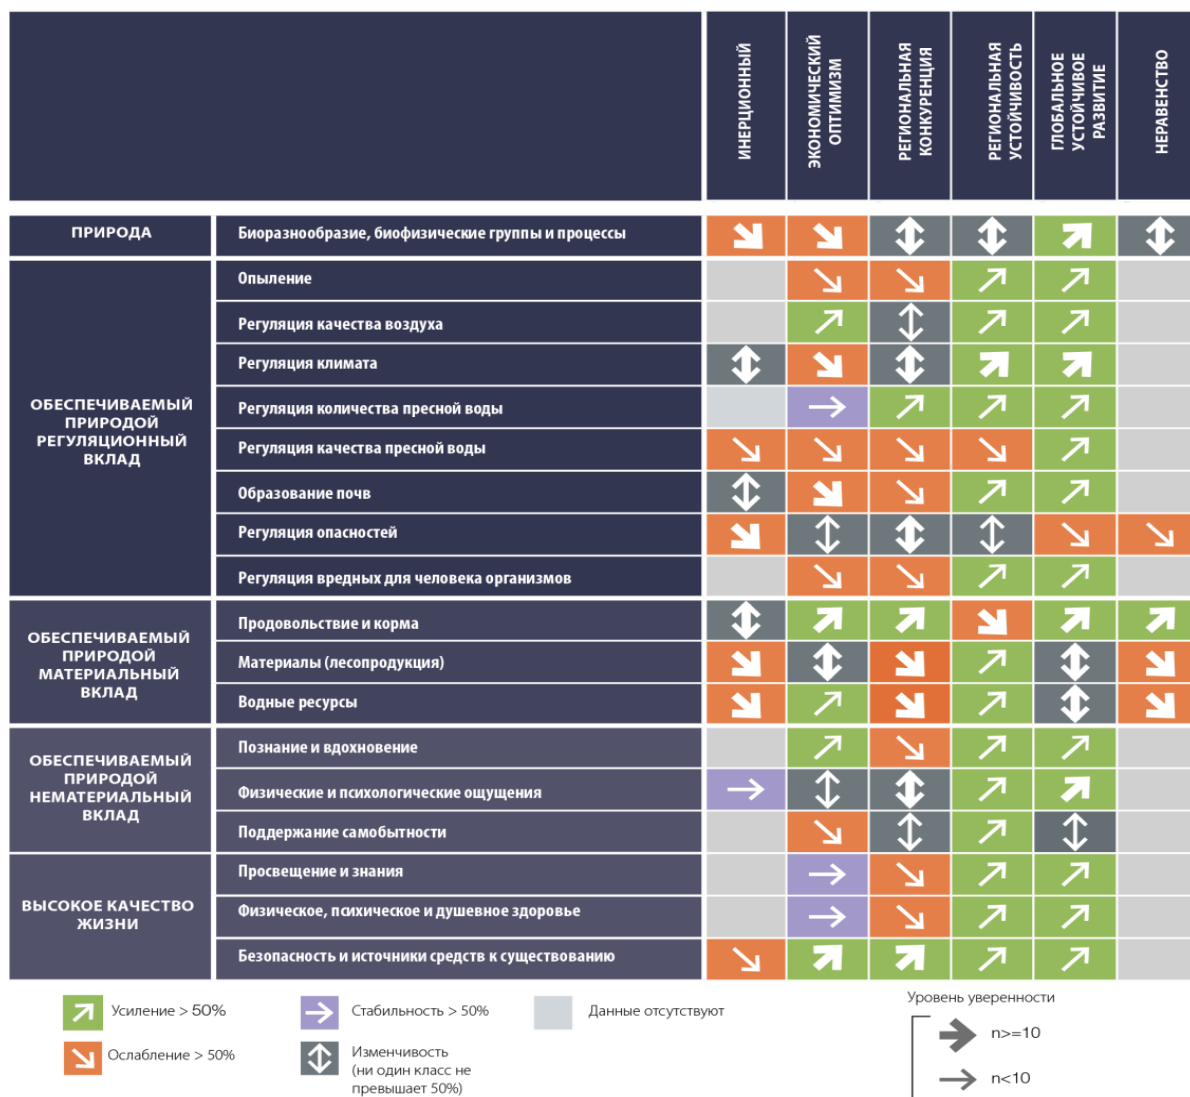 ИНЕРЦИОННЫЙ
ЭКОНОМИЧЕСКИЙ
ОПТИМИЗМ
РЕГИОНАЛЬНАЯ
КОНКУРЕНЦИЯ
РЕГИОНАЛЬНАЯ
УСТОЙЧИВОСТЬ
ГЛОБАЛЬНОЕ
УСТОЙЧИВОЕ
РАЗВИТИЕ
НЕРАВЕНСТВО
ПРИРОДА
Биоразнообразие, биофизические группы и процессы
ОБЕСПЕЧИВАЕМЫЙ
ПРИРОДОЙ
РЕГУЛЯЦИОННЫЙ
ВКЛАД
Опыление
Регуляция качества воздуха
Регуляция климата
Регуляция количества пресной воды
Регуляция качества пресной воды
Образование почв
Регуляция опасностей
Регуляция вредных для человека организмов
ОБЕСПЕЧИВАЕМЫЙ
ПРИРОДОЙ
МАТЕРИАЛЬНЫЙ
ВКЛАД
Продовольствие и корма
Материалы (лесопродукция)
Водные ресурсы
ОБЕСПЕЧИВАЕМЫЙ
ПРИРОДОЙ
НЕМАТЕРИАЛЬНЫЙ
ВКЛАД
Познание и вдохновение
Физические и психологические ощущения
Поддержание самобытности
ВЫСОКОЕ КАЧЕСТВО
ЖИЗНИ
Просвещение и знания
Физическое, психическое и душевное здоровье
Безопасность и источники средств к существованию
Усиление > 50%
Ослабление > 50%
Стабильность > 50%
Изменчивость
(ни один класс не
превышает 50%)
Данные отсутствуют
Уровень уверенности
n>=10
n<10